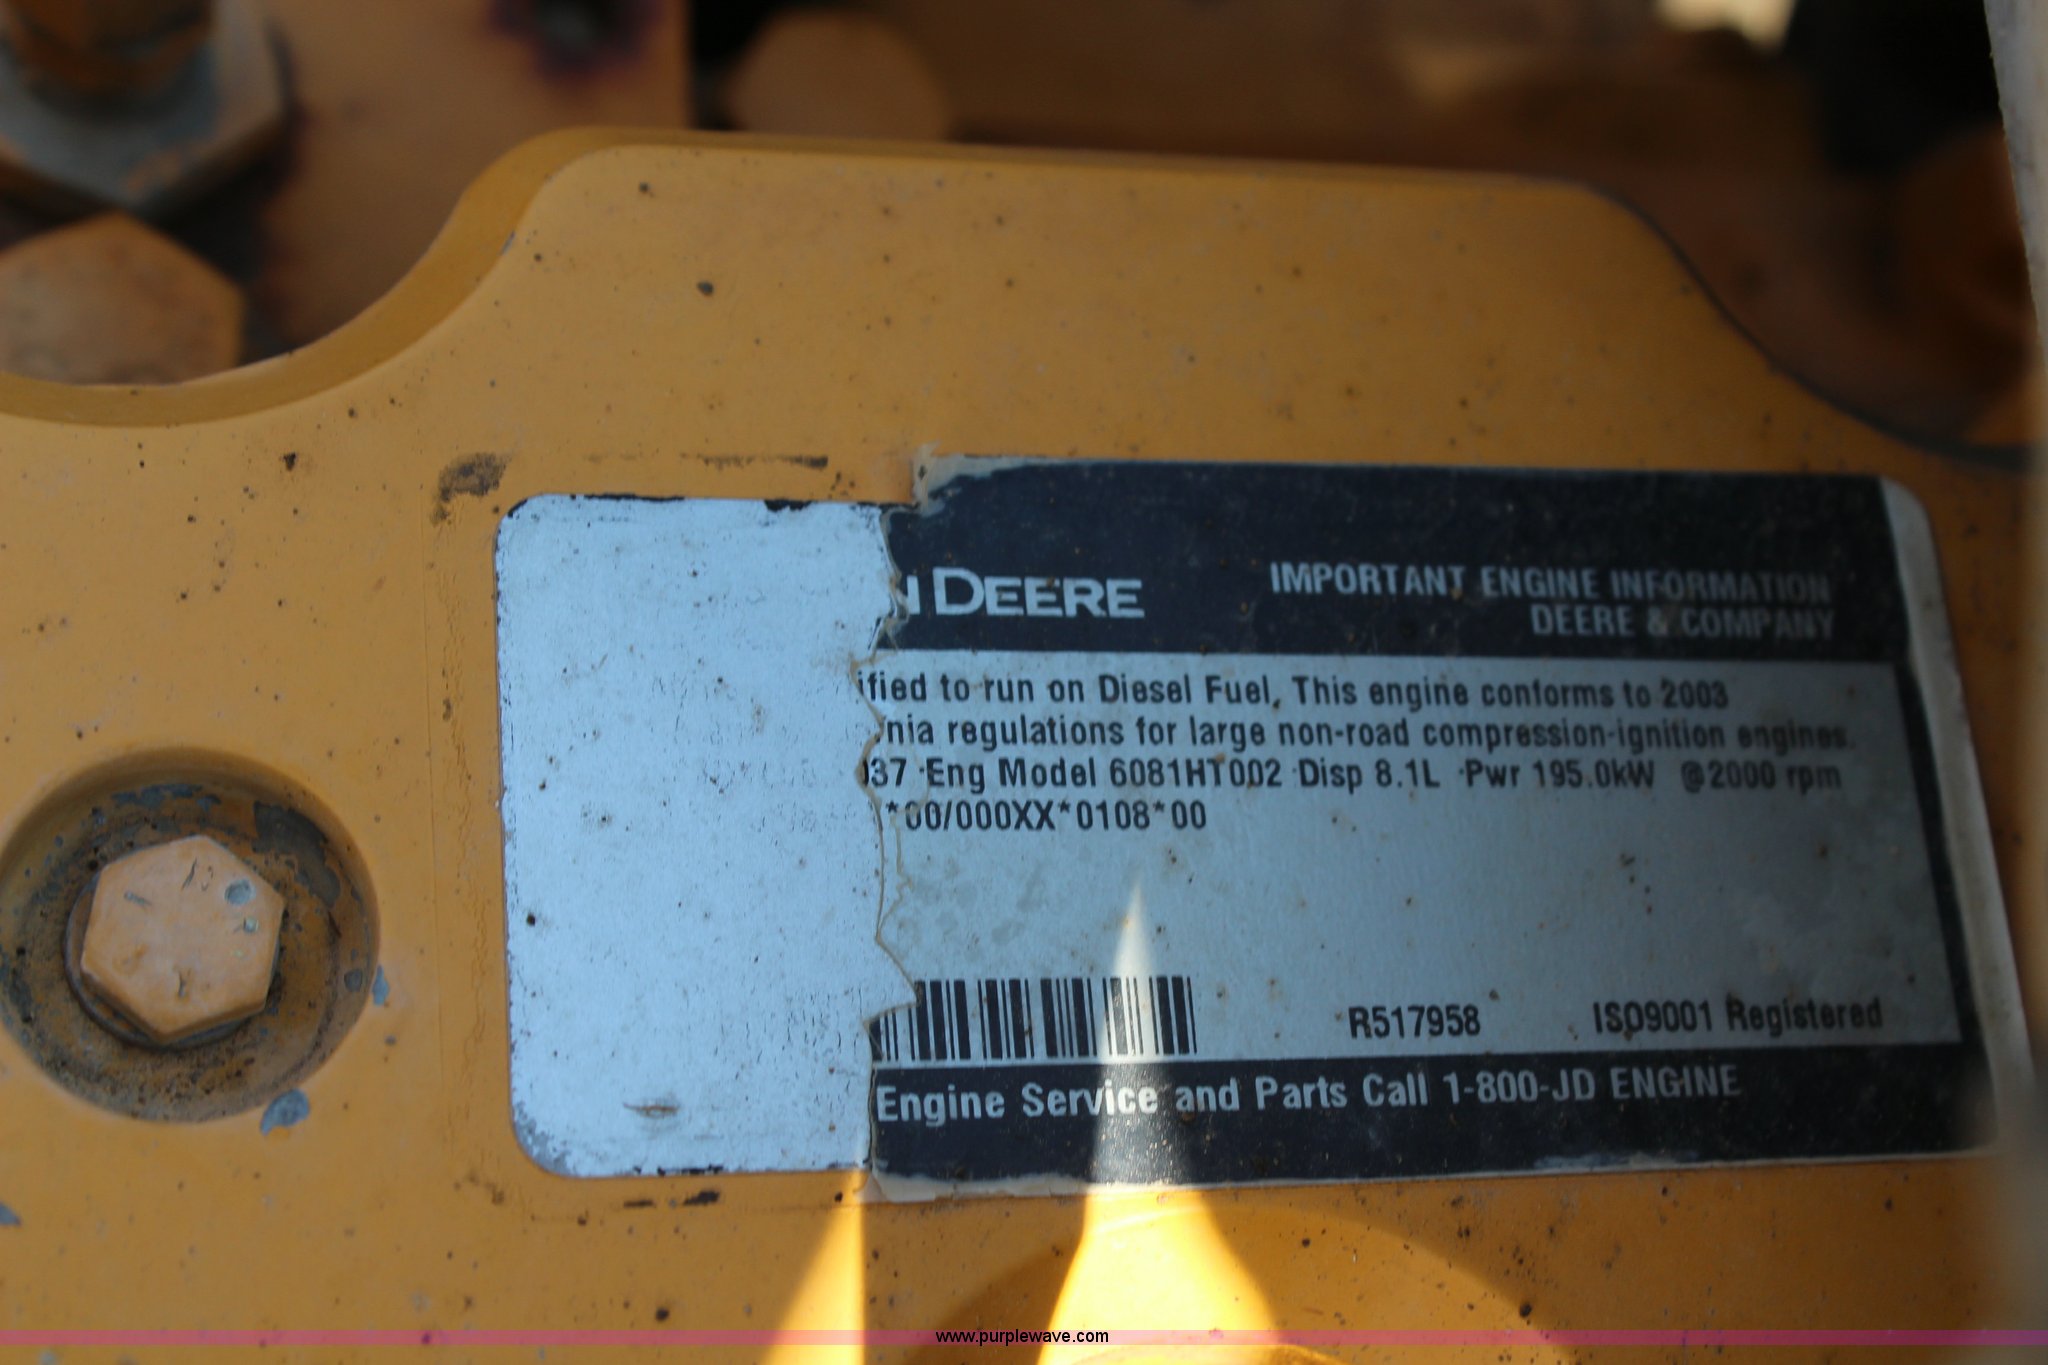 DEERE
IMPORTANT ENGINE INFORMATION
DEERE & COMPANY
ified to run on Diesel Fuel, This engine conforms to 2003
nia regulations for large non-road compression-ignition engines.
37 Eng Model 6081HT002 Disp 8.1L Pwr 195.0kW @2000 rpm
*00/000XX*0108*00
R517958 ISO9001 Registered
Engine Service and Parts Call 1-800-JD ENGINE
www.purplewave.com